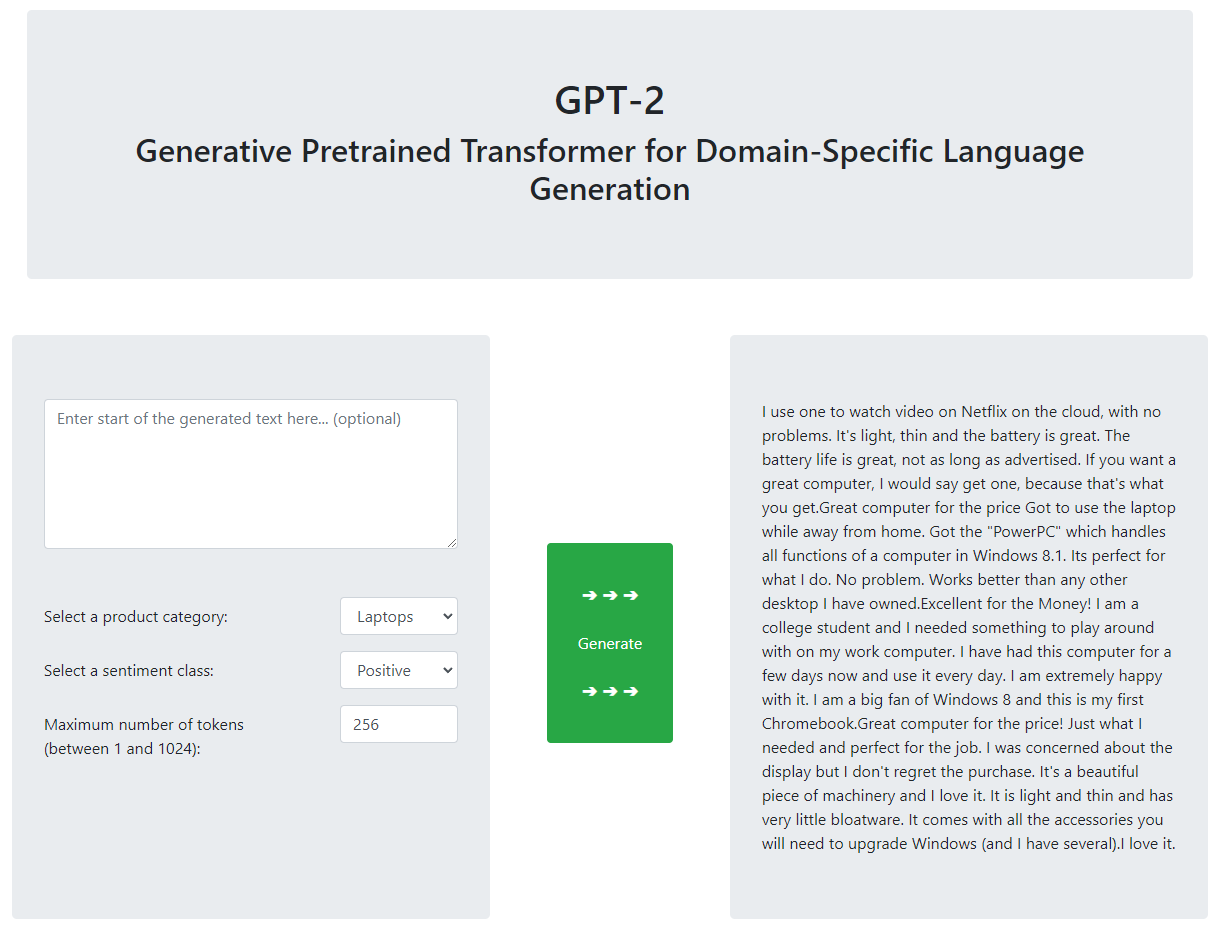 GPT-2
Generative Pretrained Transformer for Domain-Specific Language
Generation
Enter start of the generated text here... (optional)
Select a product category:
Laptops
Select a sentiment class:
Positive
Maximum number of tokens
(between 1 and 1024):
256
➔ ➔ ➔
Generate
➔ ➔ ➔
I use one to watch video on Netflix on the cloud, with no
problems. It's light, thin and the battery is great. The
battery life is great, not as long as advertised. If you want a
great computer, I would say get one, because that's what
you get.Great computer for the price Got to use the laptop
while away from home. Got the "PowerPC" which handles
all functions of a computer in Windows 8.1. Its perfect for
what I do. No problem. Works better than any other
desktop I have owned.Excellent for the Money! I am a
college student and I needed something to play around
with on my work computer. I have had this computer for a
few days now and use it every day. I am extremely happy
with it. I am a big fan of Windows 8 and this is my first
Chromebook.Great computer for the price! Just what I
needed and perfect for the job. I was concerned about the
display but I don't regret the purchase. It's a beautiful
piece of machinery and I love it. It is light and thin and has
very little bloatware. It comes with all the accessories you
will need to upgrade Windows (and I have several).I love it.